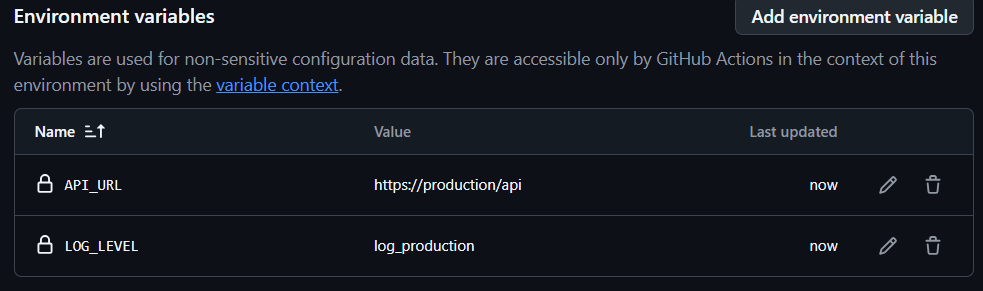 Environment variables
Add environment variable
Variables are used for non-sensitive configuration data. They are accessible only by GitHub Actions in the context of this
environment by using the variable context.
Name Value Last updated
API_URL https://production/api now
LOG_LEVEL log_production now